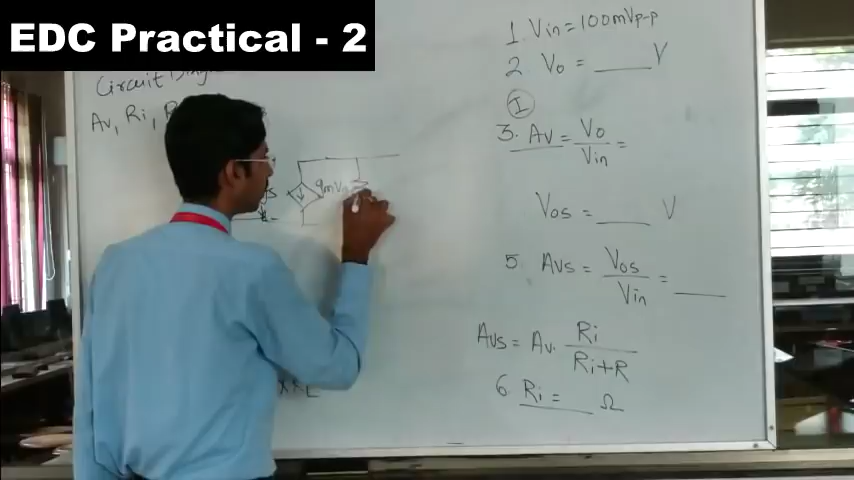 EDC Practical - 2
Circuit
Av, Ri,
gmV
1. Vin = 100mVp-p
2. Vo = ____ V
I
3. Av = Vo/Vin =
Vos = ____ V
5. Avs = Vos/Vin = ____
Avs = Av. Ri/Ri+R
6. Ri = ____ Ω